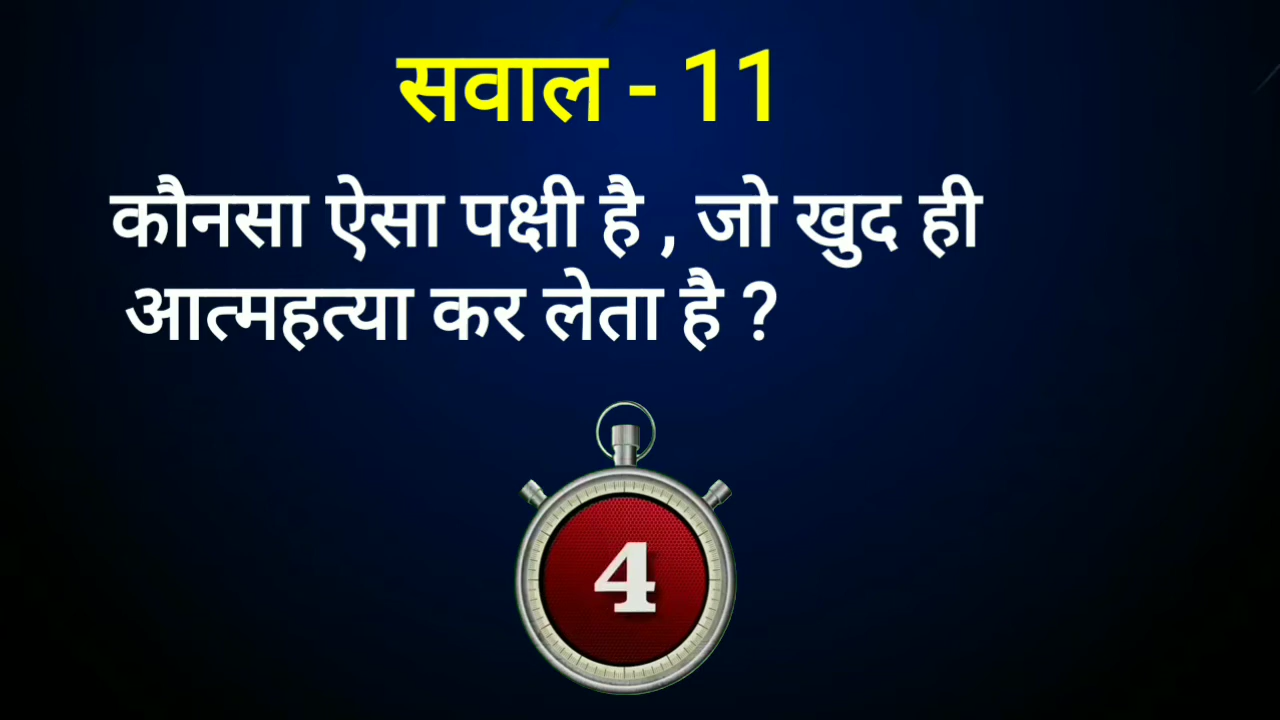 सवाल - 11
कौनसा ऐसा पक्षी है , जो खुद ही
आत्महत्या कर लेता है ?
4